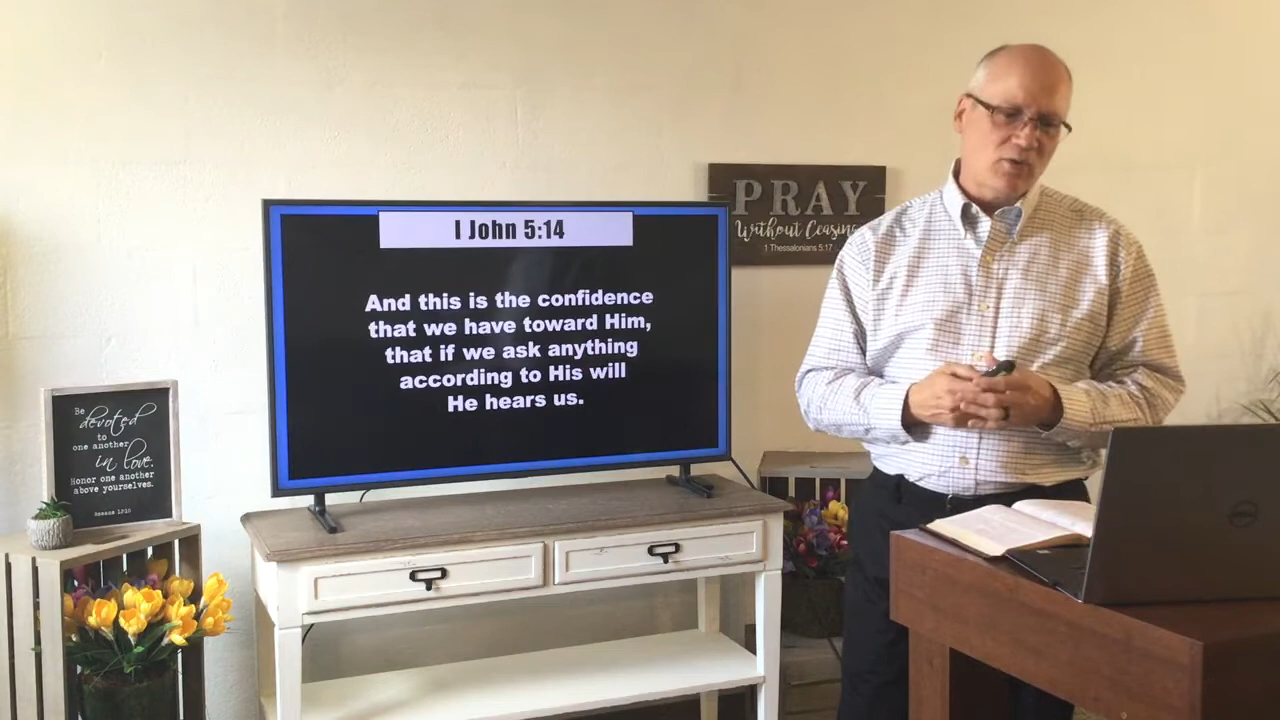 I John 5:14
And this is the confidence
that we have toward Him,
that if we ask anything
according to His will
He hears us.
PRAY
Without Ceasing
1 Thessalonians 5:17
Be
devoted
to
one another
in love.
Honor one another
above yourselves.
Romans 12:10
DELL